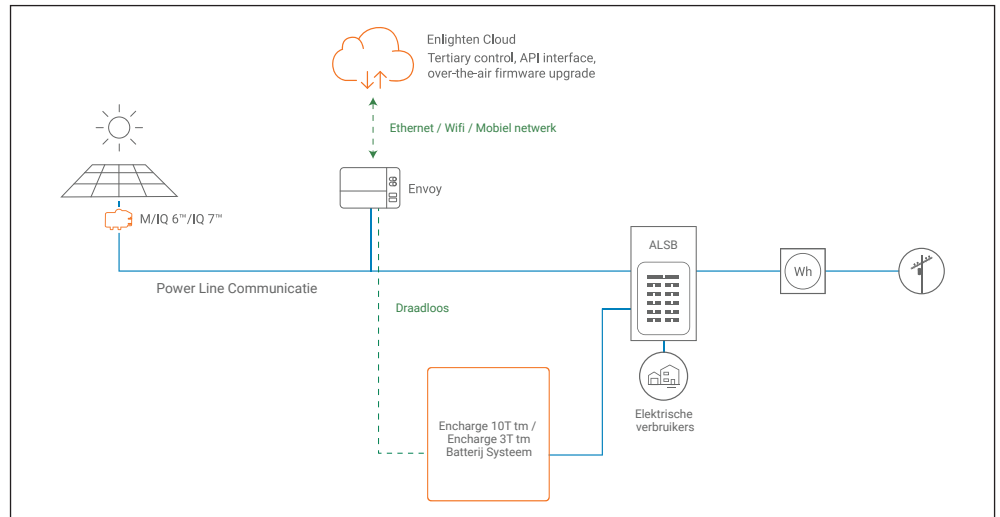 Enlighten Cloud
Tertiary control, API interface,
over-the-air firmware upgrade
Ethernet / Wifi / Mobiel netwerk
Envoy
M/IQ 6™/IQ 7™
ALSB
Wh
Power Line Communicatie
Draadloos
Elektrische
verbruikers
Encharge 10T tm /
Encharge 3T tm
Batterij Systeem